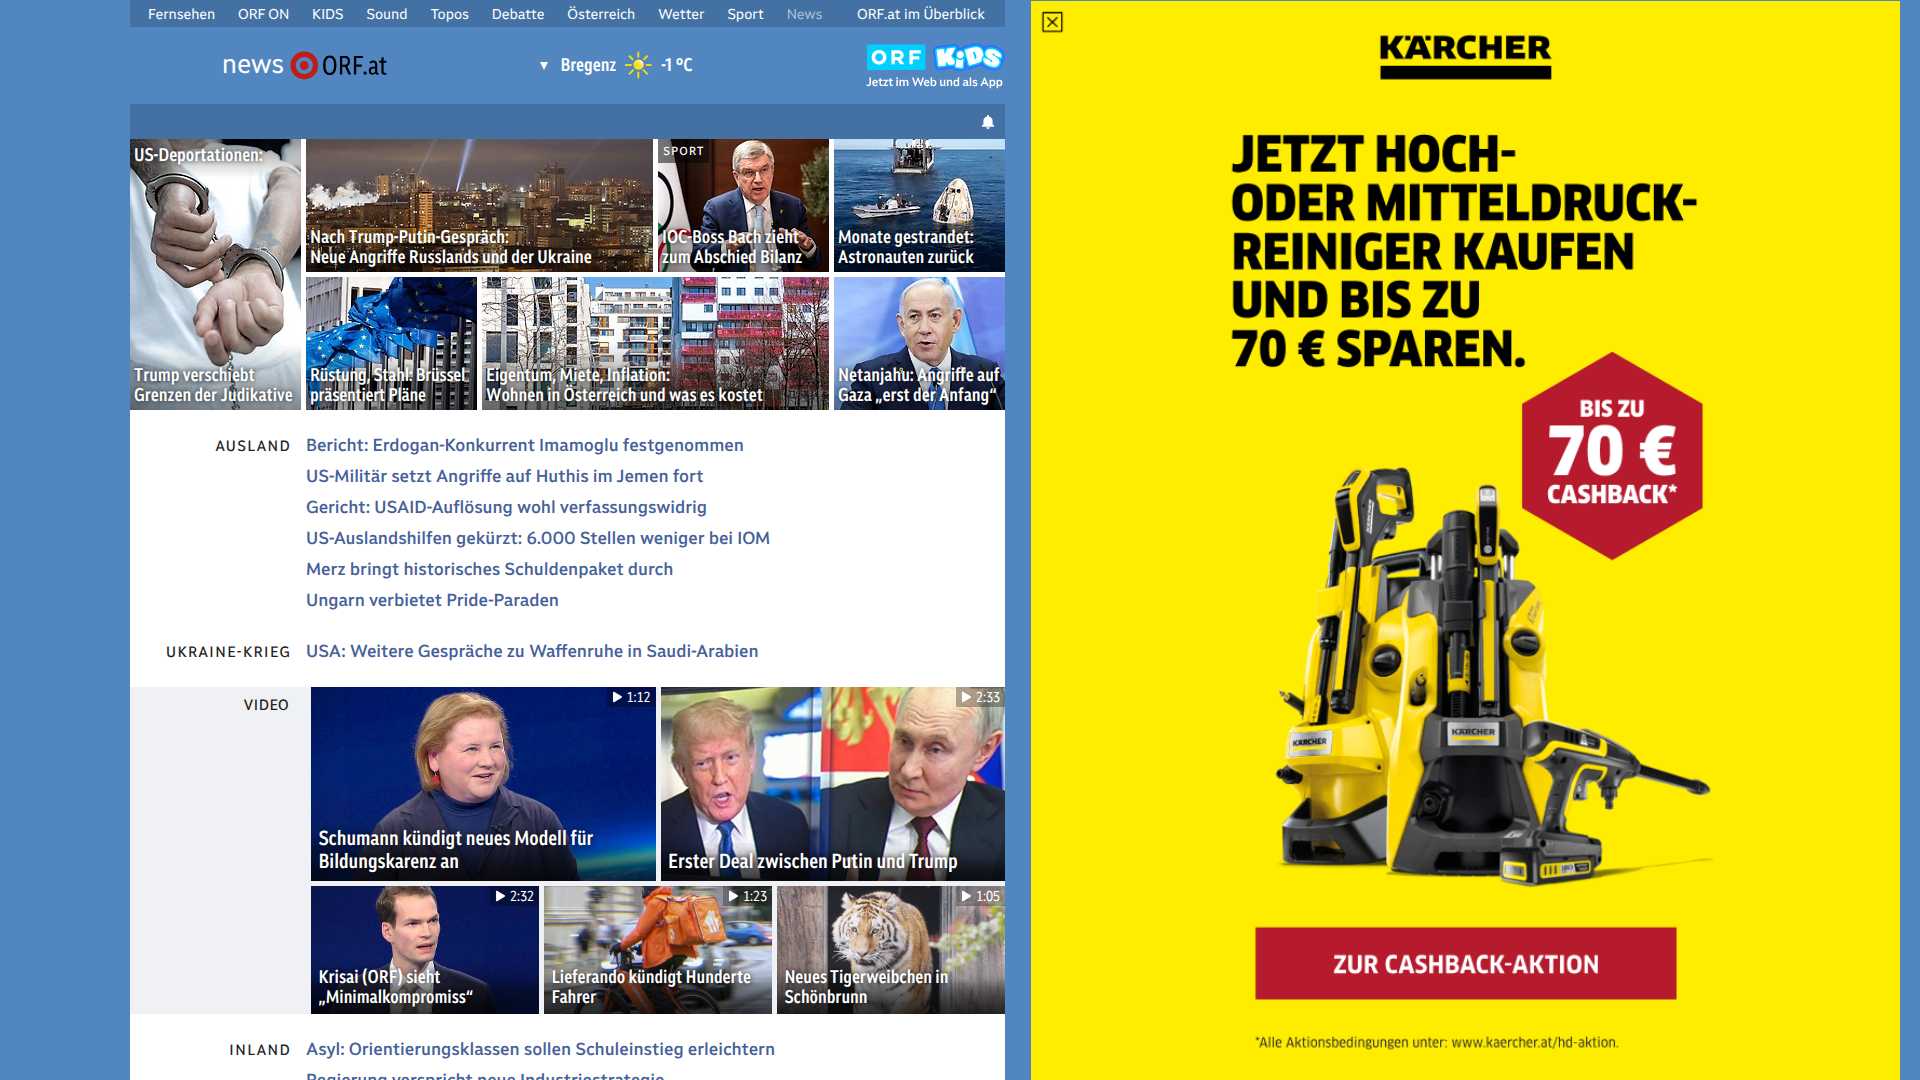 Fernsehen ORF ON KIDS Sound Topos Debatte Österreich Wetter Sport News ORF.at im Überblick
news ORF.at
▼ Bregenz -1 °C
ORF KiDS
Jetzt im Web und als App
US-Deportationen:
Trump verschiebt
Grenzen der Judikative
Nach Trump-Putin-Gespräch:
Neue Angriffe Russlands und der Ukraine
SPORT
IOC-Boss Bach zieht
zum Abschied Bilanz
Monate gestrandet:
Astronauten zurück
Rüstung, Stahl: Brüssel
präsentiert Pläne
Eigentum, Miete, Inflation:
Wohnen in Österreich und was es kostet
Netanjahu: Angriffe auf
Gaza „erst der Anfang“
AUSLAND
Bericht: Erdogan-Konkurrent Imamoglu festgenommen
US-Militär setzt Angriffe auf Huthis im Jemen fort
Gericht: USAID-Auflösung wohl verfassungswidrig
US-Auslandshilfen gekürzt: 6.000 Stellen weniger bei IOM
Merz bringt historisches Schuldenpaket durch
Ungarn verbietet Pride-Paraden
UKRAINE-KRIEG
USA: Weitere Gespräche zu Waffenruhe in Saudi-Arabien
VIDEO
1:12
Schumann kündigt neues Modell für
Bildungskarenz an
2:33
Erster Deal zwischen Putin und Trump
2:32
Krisai (ORF) sieht
„Minimalkompromiss“
1:23
Lieferando kündigt Hunderte
Fahrer
1:05
Neues Tigerweibchen in
Schönbrunn
INLAND
Asyl: Orientierungsklassen sollen Schuleinstieg erleichtern
Regierung verspricht neue Industriestrategie
KÄRCHER
JETZT HOCH-
ODER MITTELDRUCK-
REINIGER KAUFEN
UND BIS ZU
70 € SPAREN.
BIS ZU
70 €
CASHBACK*
KÄRCHER
KÄRCHER
ZUR CASHBACK-AKTION
*Alle Aktionsbedingungen unter: www.kaercher.at/hd-aktion.